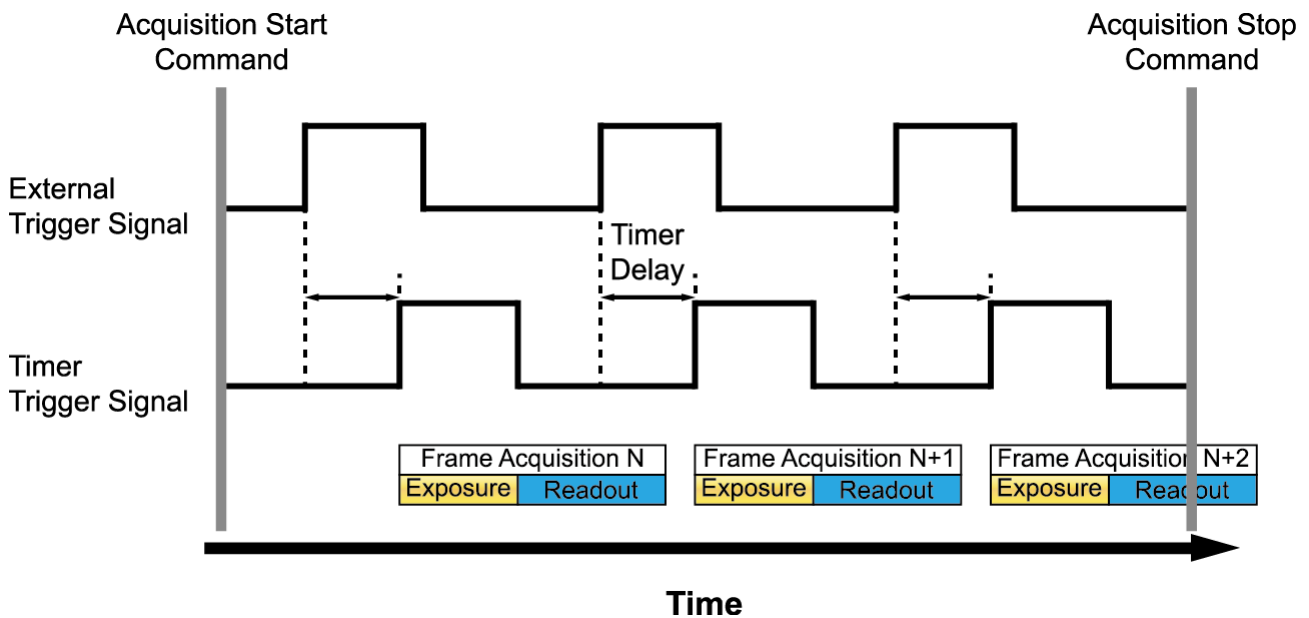 Acquisition Start
Command
Acquisition Stop
Command
External
Trigger Signal
Timer
Delay
Timer
Trigger Signal
Frame Acquisition N
Frame Acquisition N+1
Frame Acquisition N+2
Exposure
Readout
Exposure
Readout
Exposure
Readout
Time